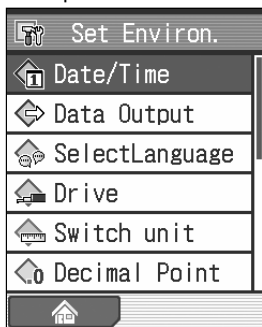 Set Environ.
Date/Time
Data Output
SelectLanguage
Drive
Switch unit
Decimal Point